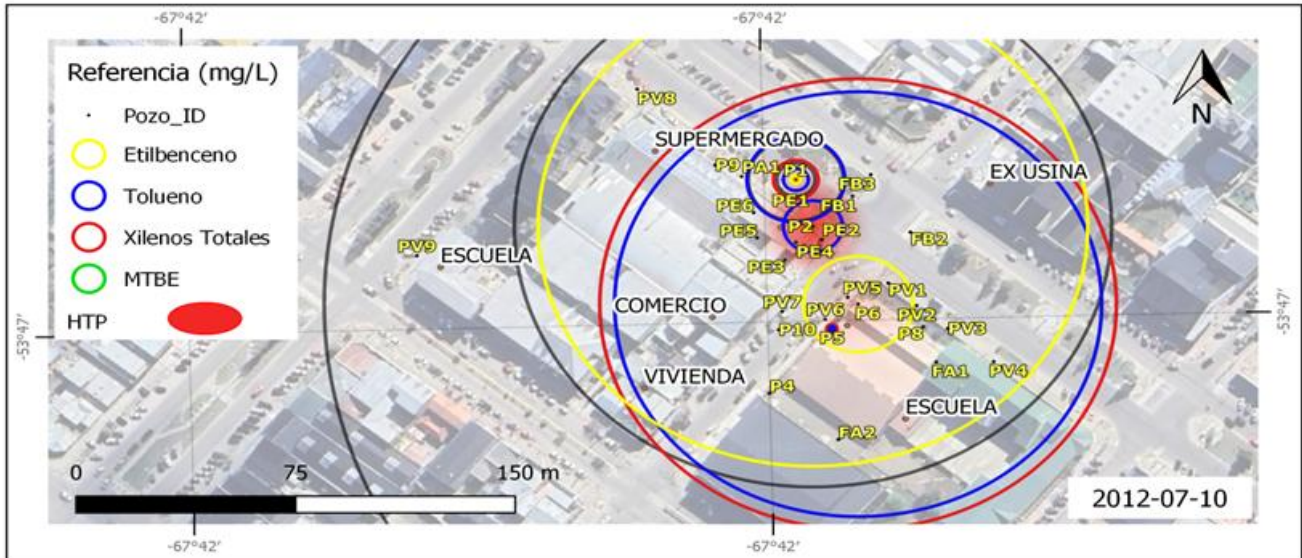 -67°42'
-67°42'
Referencia (mg/L)
Pozo_ID
Etilbenceno
Tolueno
Xilenos Totales
MTBE
HTP
N
PV8
SUPERMERCADO
P9
PA1
P1
FB3
EX USINA
PE1
FB1
PE6
P2
PE2
PE5
FB2
PV9
ESCUELA
PE4
PE3
PV5
PV1
COMERCIO
PV7
PV6
P6
PV2
P10
P5
P8
PV3
-53°47'
-53°47'
VIVIENDA
P4
FA1
PV4
ESCUELA
FA2
0
75
150 m
2012-07-10
-67°42'
-67°42'